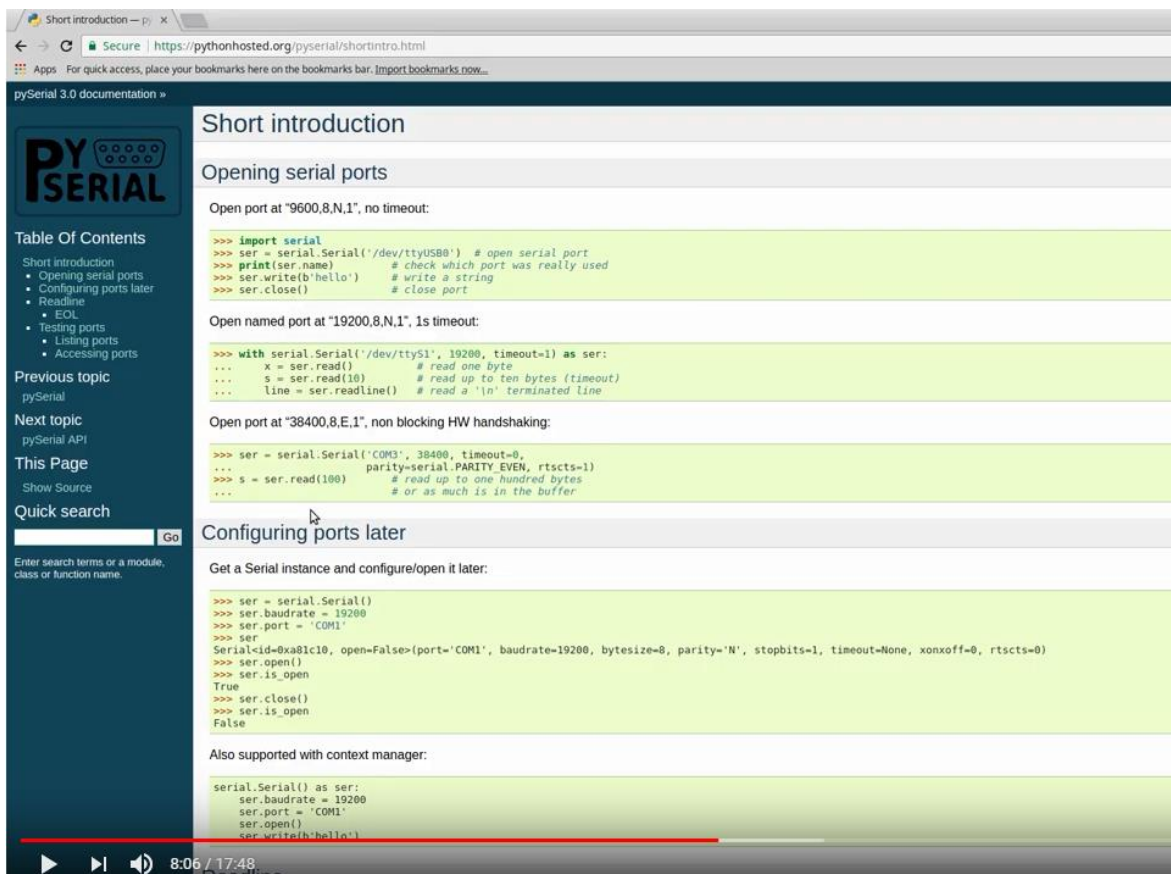 Short introduction — p
Secure | https://pythonhosted.org/pyserial/shortintro.html
Apps For quick access, place your bookmarks here on the bookmarks bar. Import bookmarks now...
pySerial 3.0 documentation »
PY
SERIAL
Table Of Contents
Short introduction
Opening serial ports
Configuring ports later
Readline
EOL
Testing ports
Listing ports
Accessing ports
Previous topic
pySerial
Next topic
pySerial API
This Page
Show Source
Quick search
Go
Enter search terms or a module,
class or function name.
Short introduction
Opening serial ports
Open port at “9600,8,N,1”, no timeout:
>>> import serial
>>> ser = serial.Serial('/dev/ttyUSB0')  # open serial port
>>> print(ser.name)         # check which port was really used
>>> ser.write(b'hello')     # write a string
>>> ser.close()             # close port
Open named port at “19200,8,N,1”, 1s timeout:
>>> with serial.Serial('/dev/ttyS1', 19200, timeout=1) as ser:
...     x = ser.read()          # read one byte
...     s = ser.read(10)        # read up to ten bytes (timeout)
...     line = ser.readline()   # read a '\n' terminated line
Open port at “38400,8,E,1”, non blocking HW handshaking:
>>> ser = serial.Serial('COM3', 38400, timeout=0,
...                     parity=serial.PARITY_EVEN, rtscts=1)
>>> s = ser.read(100)       # read up to one hundred bytes
...                         # or as much is in the buffer
Configuring ports later
Get a Serial instance and configure/open it later:
>>> ser = serial.Serial()
>>> ser.baudrate = 19200
>>> ser.port = 'COM1'
>>> ser
Serial<id=0xa81c10, open=False>(port='COM1', baudrate=19200, bytesize=8, parity='N', stopbits=1, timeout=None, xonxoff=0, rtscts=0)
>>> ser.open()
>>> ser.is_open
True
>>> ser.close()
>>> ser.is_open
False
Also supported with context manager:
serial.Serial() as ser:
    ser.baudrate = 19200
    ser.port = 'COM1'
    ser.open()
    ser.write(b'hello')
8:06 / 17:48
Readline